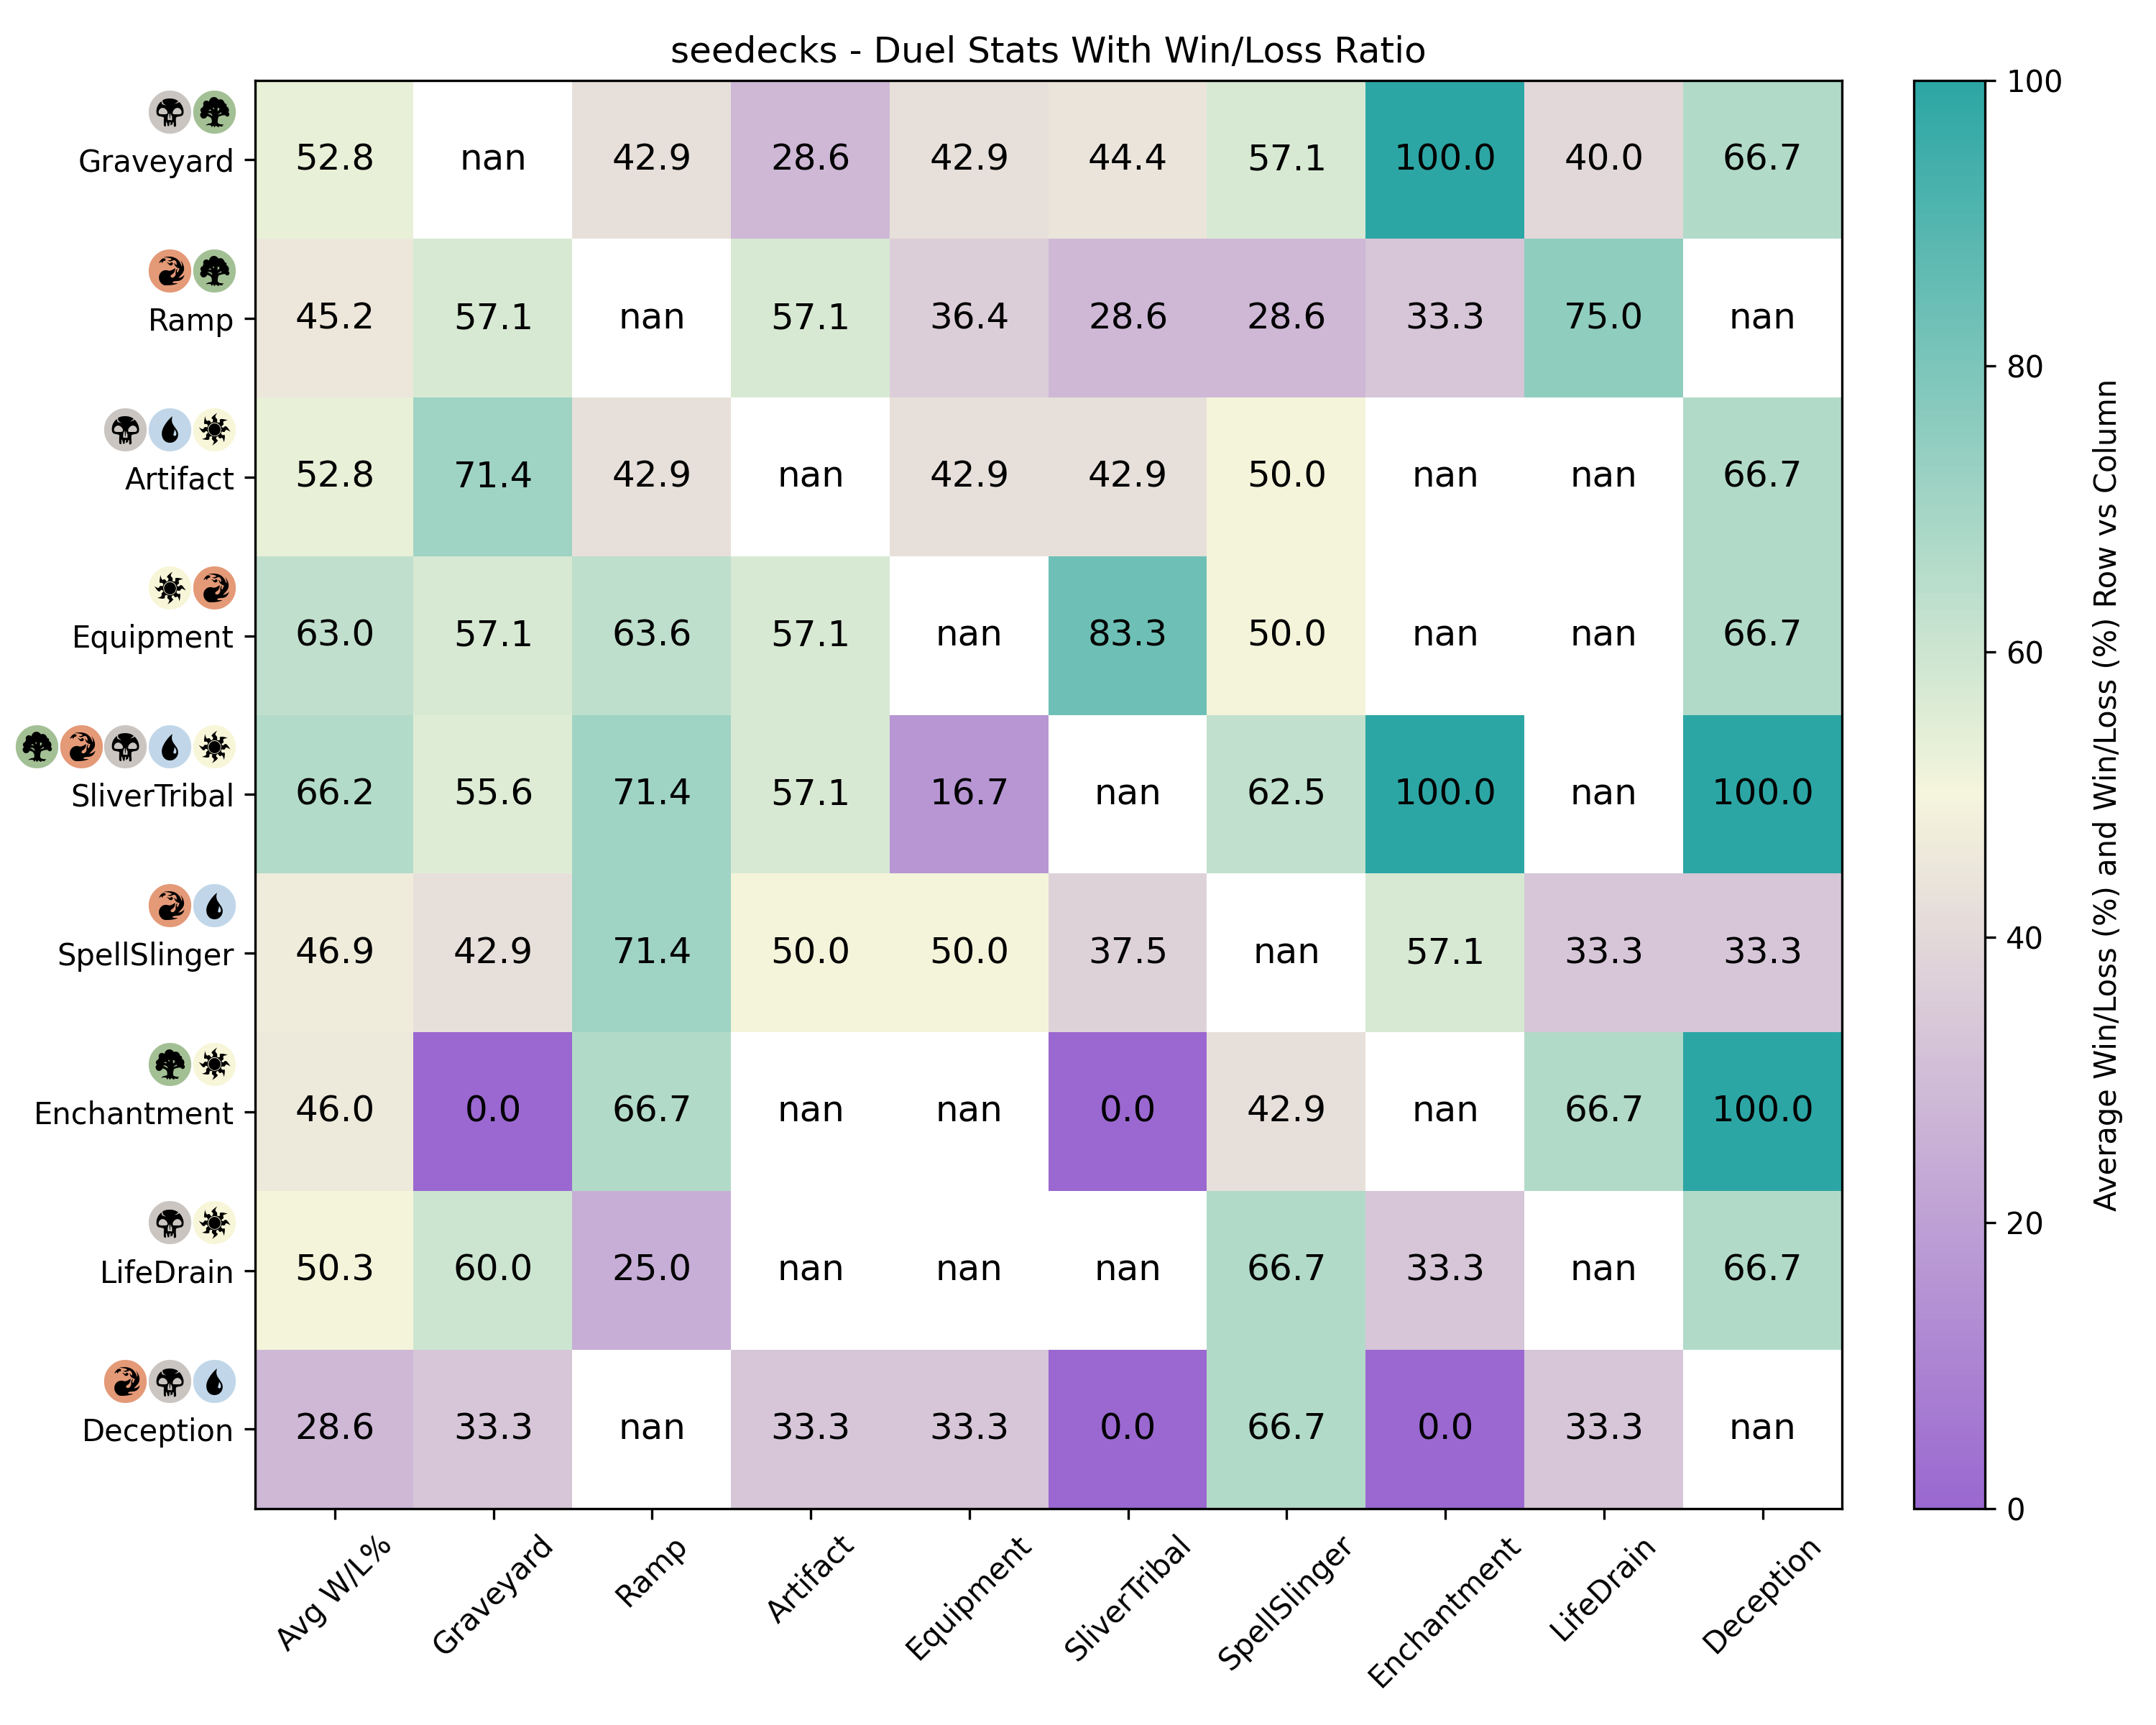 seedecks - Duel Stats With Win/Loss Ratio
Graveyard 52.8 nan 42.9 28.6 42.9 44.4 57.1 100.0 40.0 66.7
Ramp 45.2 57.1 nan 57.1 36.4 28.6 28.6 33.3 75.0 nan
Artifact 52.8 71.4 42.9 nan 42.9 42.9 50.0 nan nan 66.7
Equipment 63.0 57.1 63.6 57.1 nan 83.3 50.0 nan nan 66.7
SliverTribal 66.2 55.6 71.4 57.1 16.7 nan 62.5 100.0 nan 100.0
SpellSlinger 46.9 42.9 71.4 50.0 50.0 37.5 nan 57.1 33.3 33.3
Enchantment 46.0 0.0 66.7 nan nan 0.0 42.9 nan 66.7 100.0
LifeDrain 50.3 60.0 25.0 nan nan nan 66.7 33.3 nan 66.7
Deception 28.6 33.3 nan 33.3 33.3 0.0 66.7 0.0 33.3 nan
Avg W/L% Graveyard Ramp Artifact Equipment SliverTribal SpellSlinger Enchantment LifeDrain Deception
100
80
60
40
20
0
Average Win/Loss (%) and Win/Loss (%) Row vs Column